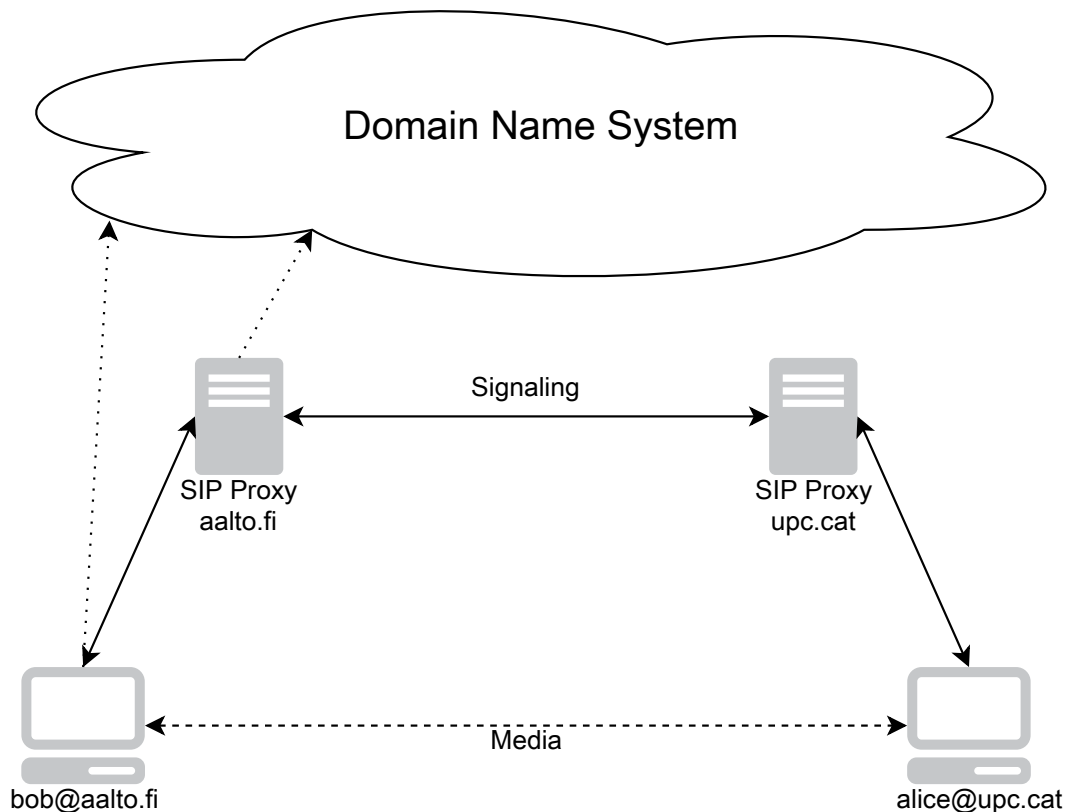 Domain Name System
Signaling
SIP Proxy
aalto.fi
SIP Proxy
upc.cat
Media
bob@aalto.fi
alice@upc.cat